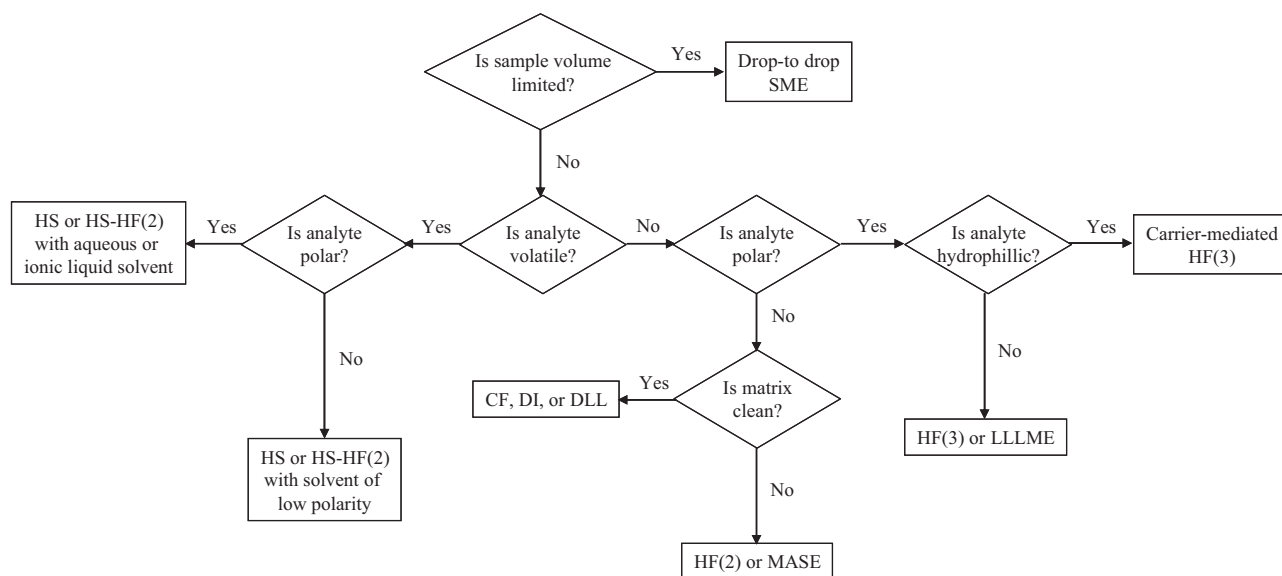 Is sample volume
limited?
Yes
Drop-to drop
SME
No
HS or HS-HF(2)
with aqueous or
ionic liquid solvent
Yes
Is analyte
polar?
Yes
Is analyte
volatile?
No
Is analyte
polar?
Yes
Is analyte
hydrophillic?
Yes
Carrier-mediated
HF(3)
No
No
No
CF, DI, or DLL
Yes
Is matrix
clean?
HF(3) or LLLME
HS or HS-HF(2)
with solvent of
low polarity
No
HF(2) or MASE